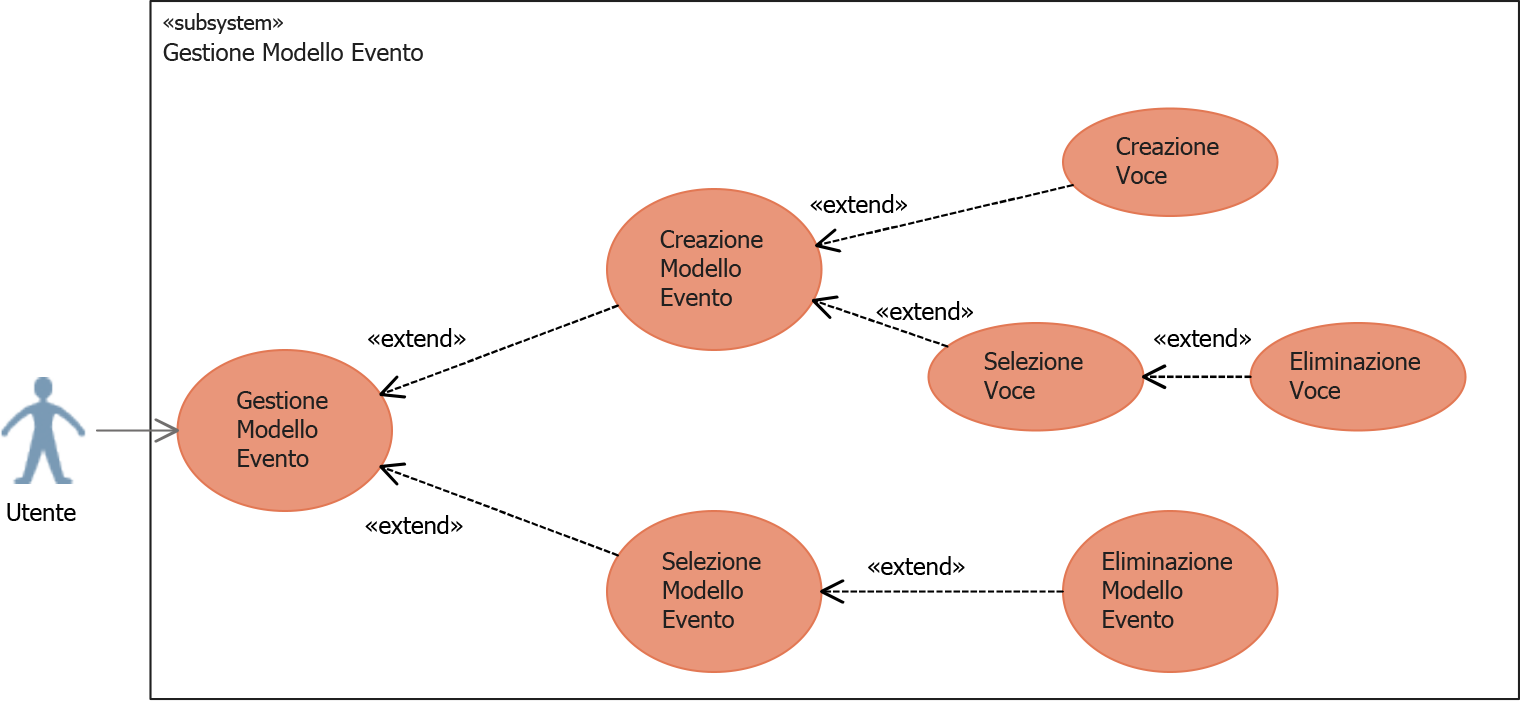 «subsystem»
Gestione Modello Evento
Creazione
Voce
«extend»
Creazione
Modello
Evento
«extend»
«extend»
«extend»
Selezione
Voce
Eliminazione
Voce
Gestione
Modello
Evento
Utente
«extend»
Selezione
Modello
Evento
«extend»
Eliminazione
Modello
Evento